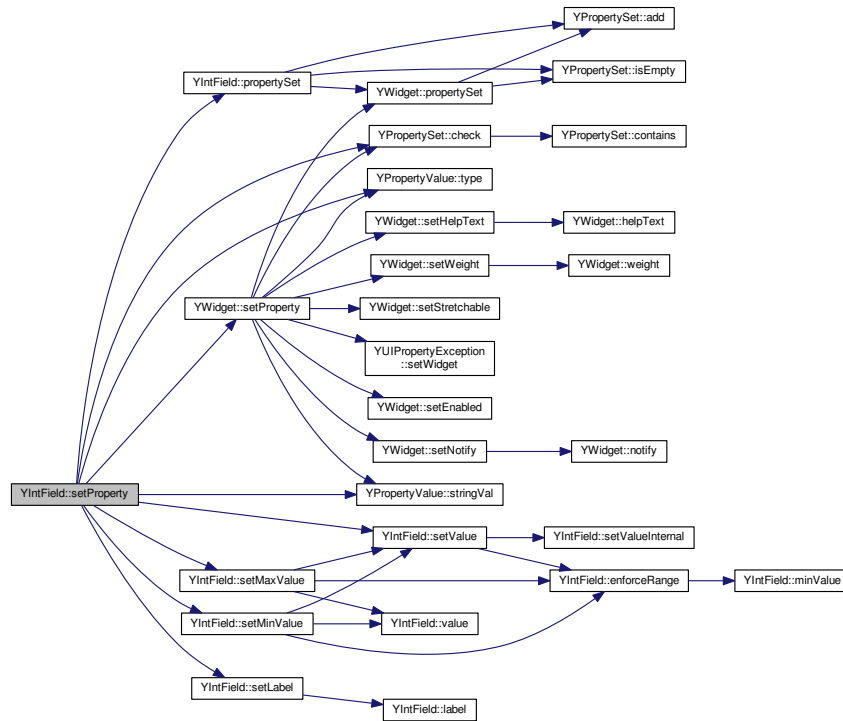 YPropertySet::add
YIntField::propertySet
YPropertySet::isEmpty
YWidget::propertySet
YPropertySet::check
YPropertySet::contains
YPropertyValue::type
YWidget::setHelpText
YWidget::helpText
YWidget::setWeight
YWidget::weight
YWidget::setProperty
YWidget::setStretchable
YUIPropertyException
::setWidget
YWidget::setEnabled
YWidget::setNotify
YWidget::notify
YIntField::setProperty
YPropertyValue::stringVal
YIntField::setValue
YIntField::setValueInternal
YIntField::setMaxValue
YIntField::enforceRange
YIntField::minValue
YIntField::setMinValue
YIntField::value
YIntField::setLabel
YIntField::label